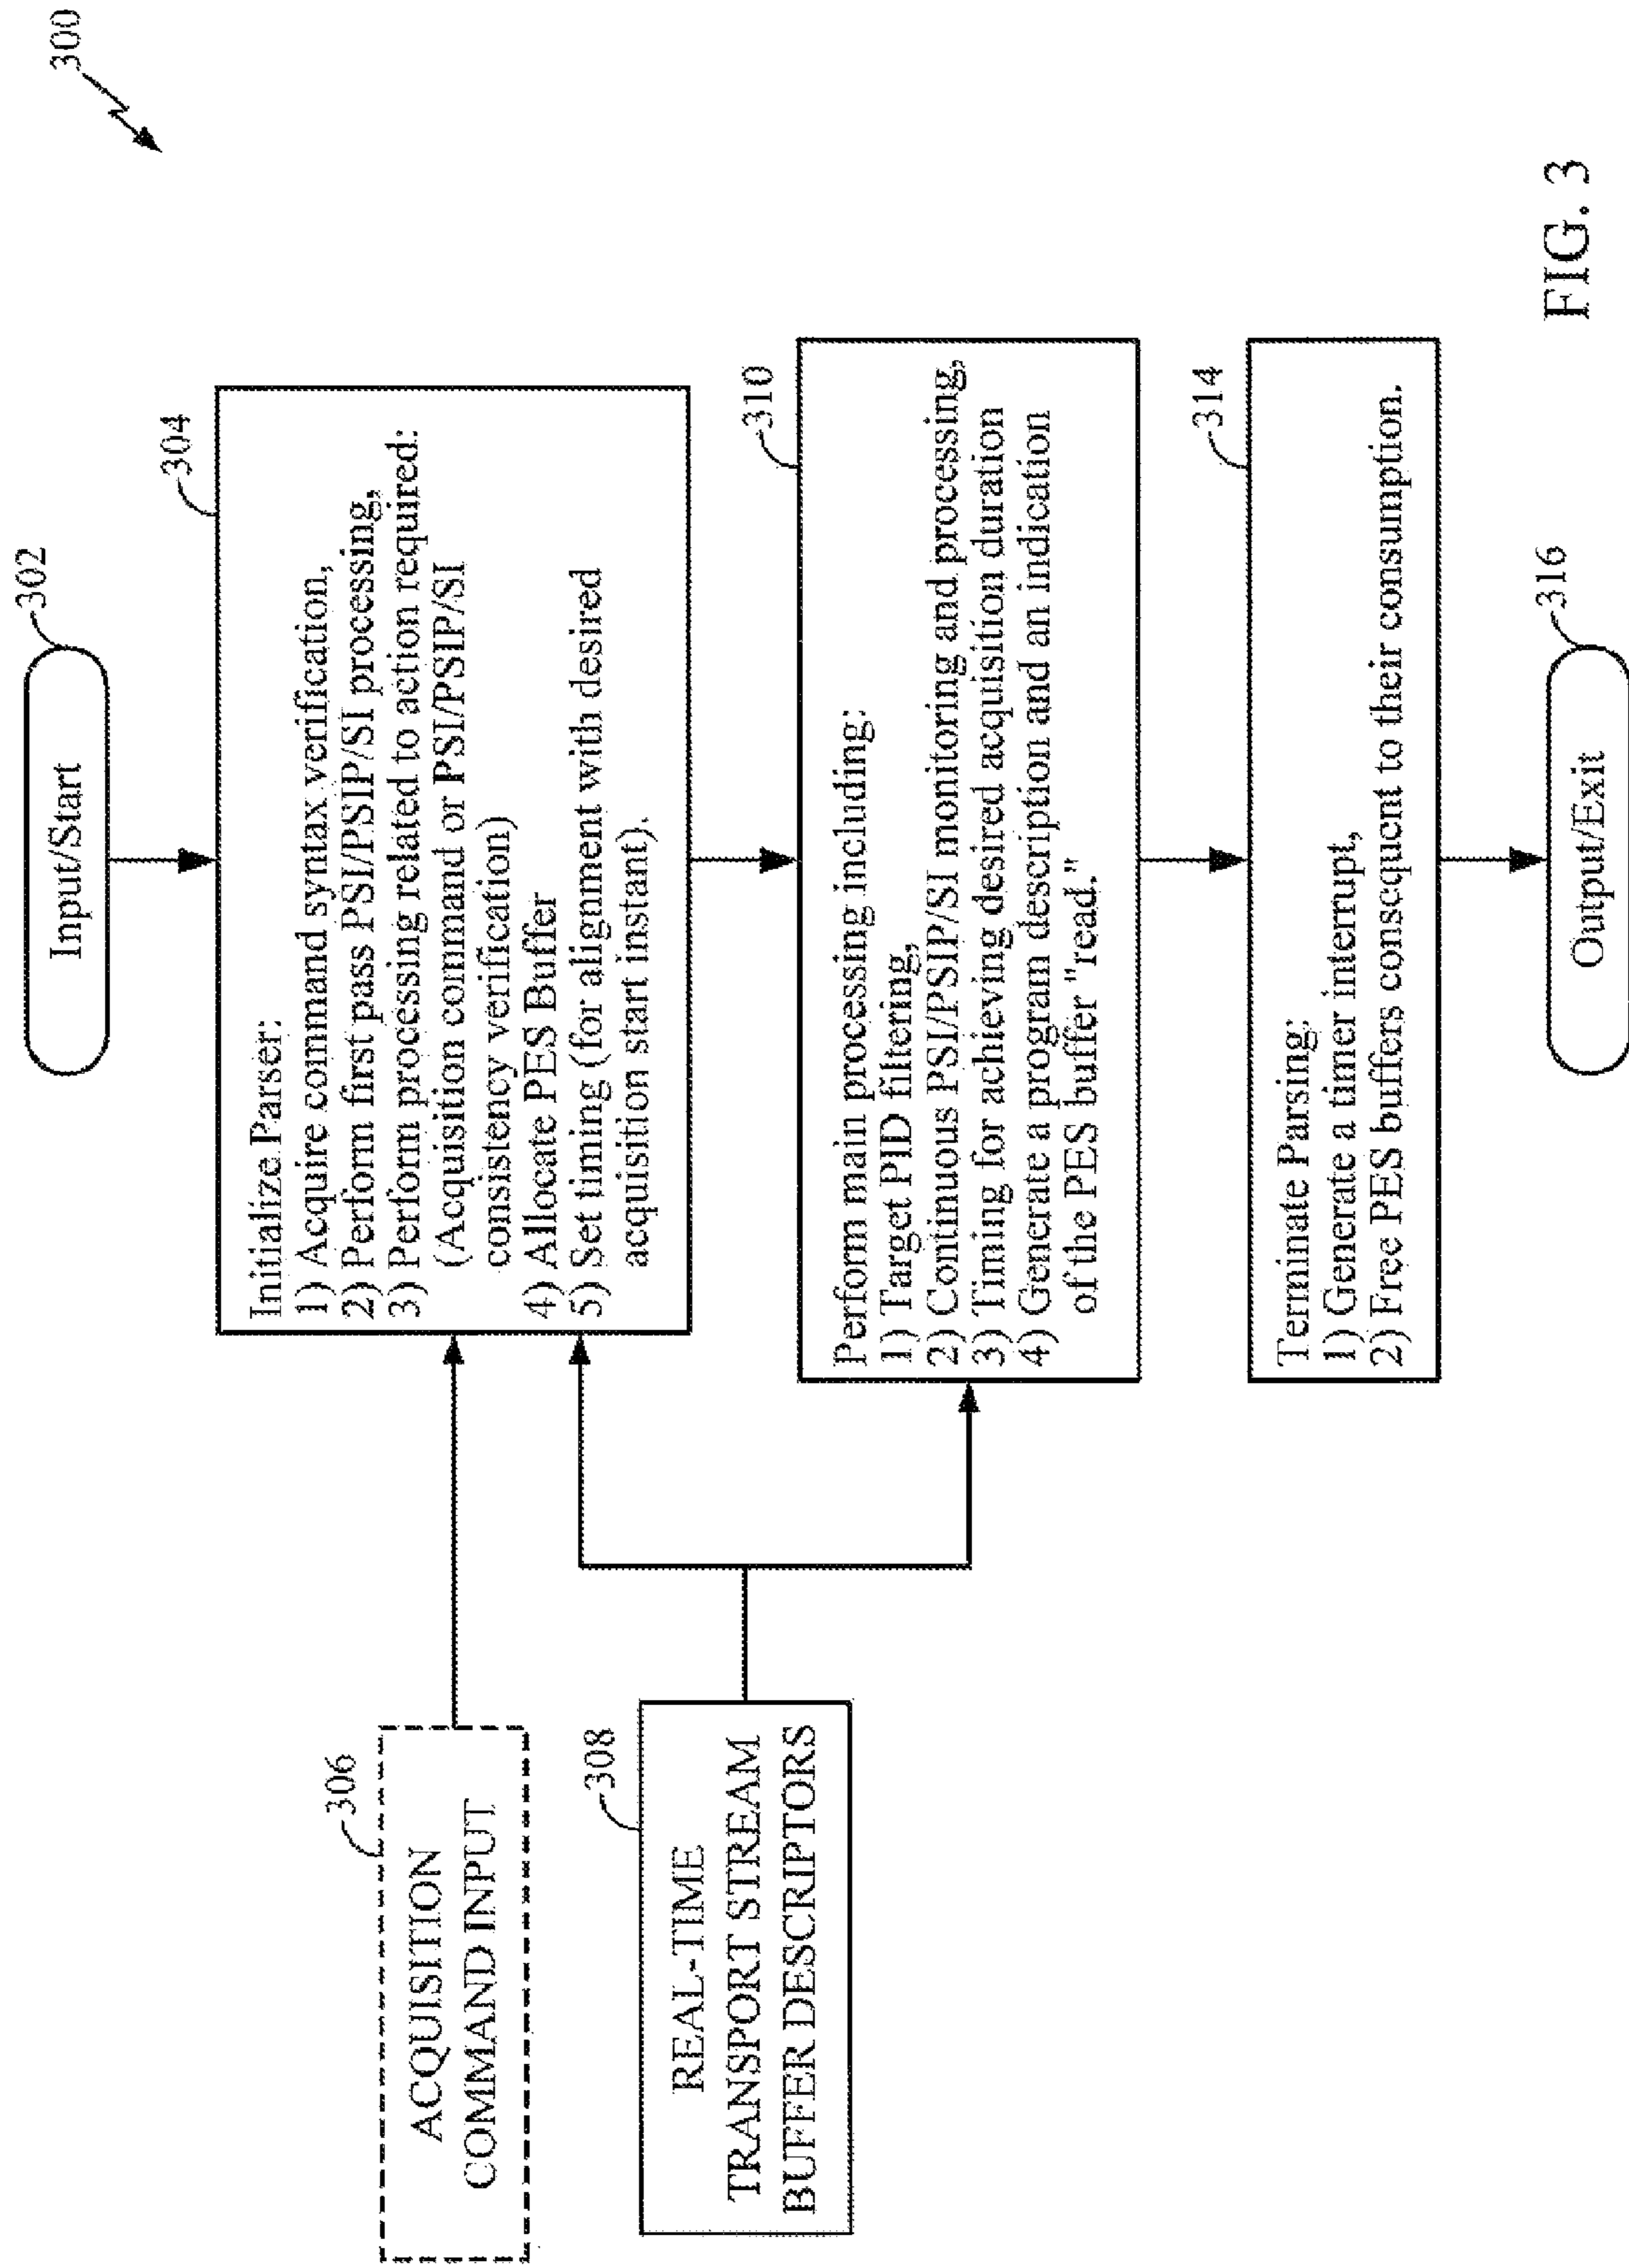 300
Input/Start
302
304
Initialize Parser:
1) Acquire command syntax verification,
2) Perform first pass PSI/PSIP/SI processing,
3) Perform processing related to action required:
(Acquisition command or PSI/PSIP/SI
consistency verification)
4) Allocate PES Buffer
5) Set timing (for alignment with desired
acquisition start instant).
306
ACQUISITION
COMMAND INPUT
308
REAL-TIME
TRANSPORT STREAM
BUFFER DESCRIPTORS
310
Perform main processing including:
1) Target PID filtering,
2) Continuous PSI/PSIP/SI monitoring and processing,
3) Timing for achieving desired acquisition duration
4) Generate a program description and an indication
of the PES buffer "read."
314
Terminate Parsing:
1) Generate a timer interrupt,
2) Free PES buffers consequent to their consumption.
316
Output/Exit
FIG. 3